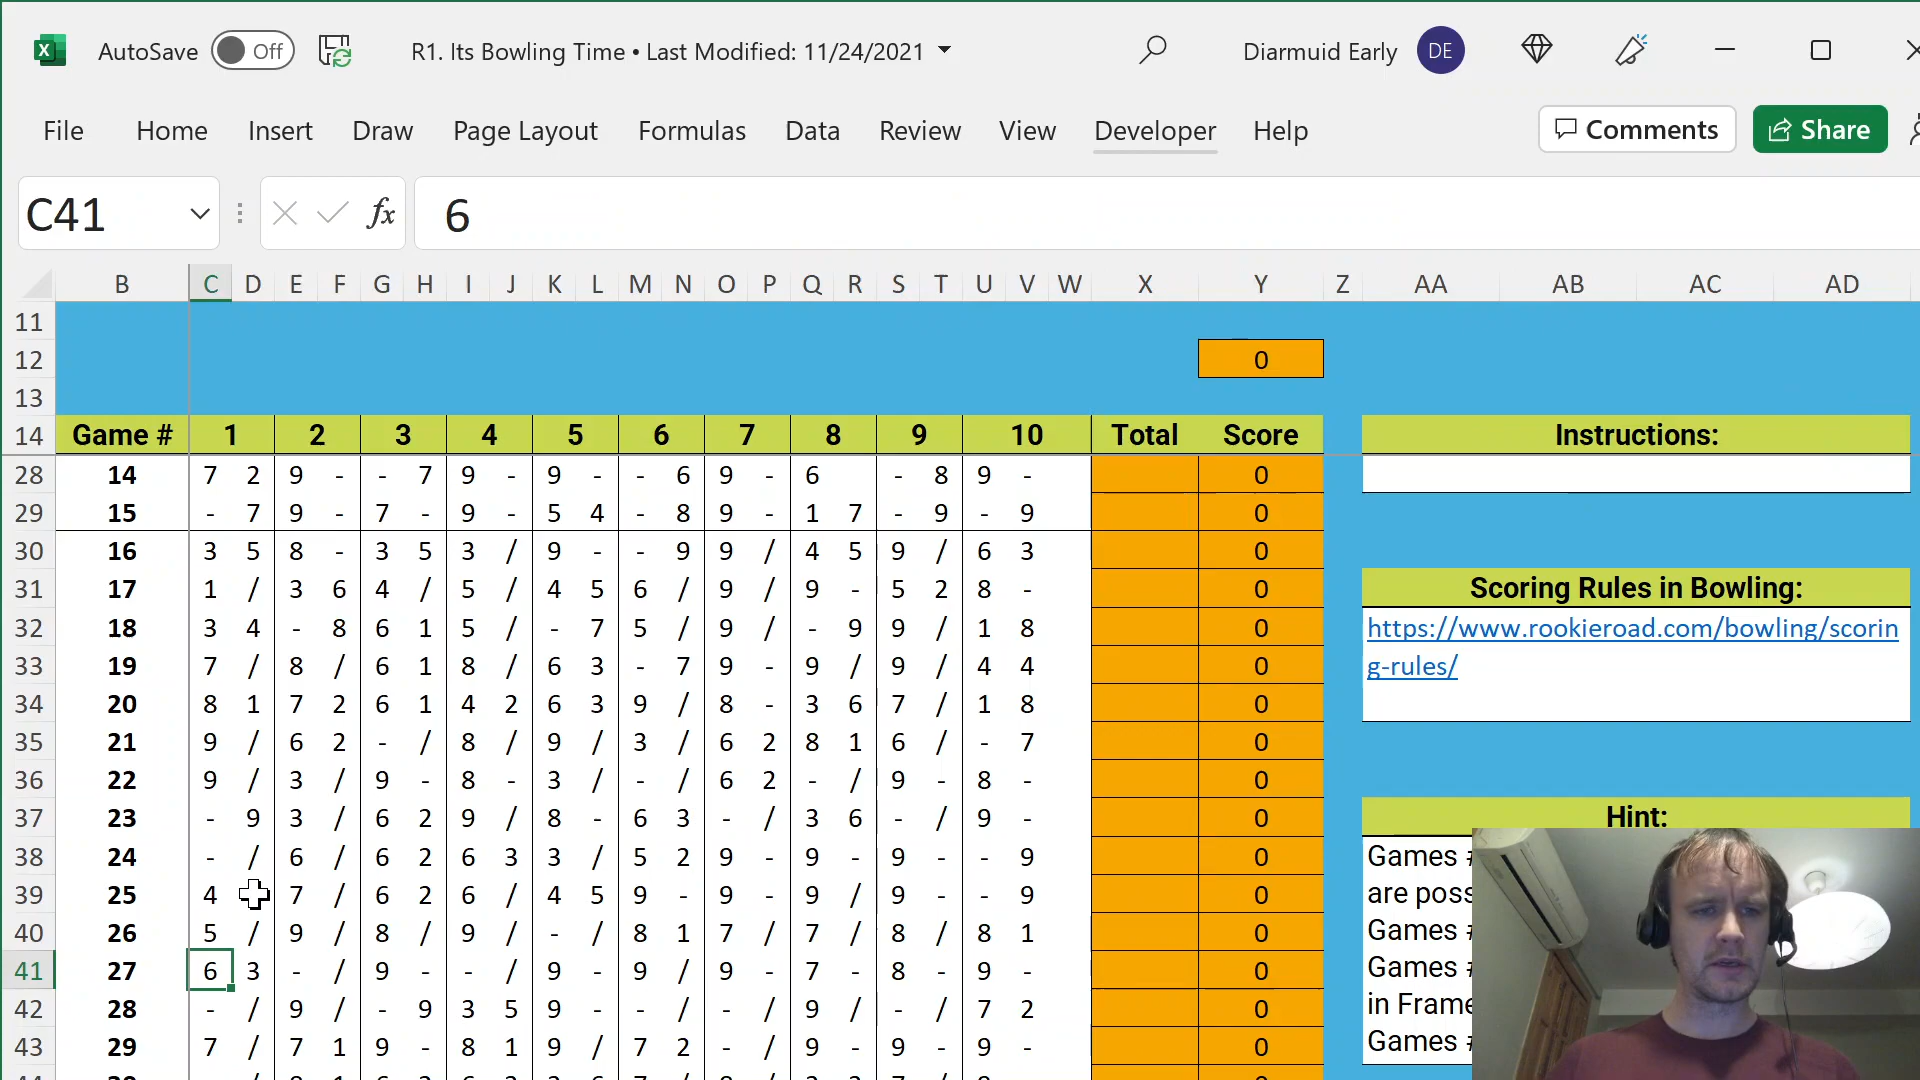 AutoSave Off R1. Its Bowling Time • Last Modified: 11/24/2021 Diarmuid Early DE
File Home Insert Draw Page Layout Formulas Data Review View Developer Help Comments Share
C41 fx 6
B C D E F G H I J K L M N O P Q R S T U V W X Y Z AA AB AC AD
11
12 0
13
14 Game # 1 2 3 4 5 6 7 8 9 10 Total Score Instructions:
28 14 7 2 9 - - 7 9 - 9 - - 6 9 - 6 - 8 9 - 0
29 15 - 7 9 - 7 - 9 - 5 4 - 8 9 - 1 7 - 9 - 9 0
30 16 3 5 8 - 3 5 3 / 9 - - 9 9 / 4 5 9 / 6 3 0
31 17 1 / 3 6 4 / 5 / 4 5 6 / 9 / 9 - 5 2 8 - 0 Scoring Rules in Bowling:
32 18 3 4 - 8 6 1 5 / - 7 5 / 9 / - 9 9 / 1 8 0 https://www.rookieroad.com/bowling/scorin
33 19 7 / 8 / 6 1 8 / 6 3 - 7 9 - 9 / 9 / 4 4 0 g-rules/
34 20 8 1 7 2 6 1 4 2 6 3 9 / 8 - 3 6 7 / 1 8 0
35 21 9 / 6 2 - / 8 / 9 / 3 / 6 2 8 1 6 / - 7 0
36 22 9 / 3 / 9 - 8 - 3 / - / 6 2 - / 9 - 8 - 0
37 23 - 9 3 / 6 2 9 / 8 - 6 3 - / 3 6 - / 9 - 0 Hint:
38 24 - / 6 / 6 2 6 3 3 / 5 2 9 - 9 - 9 - - 9 0 Games
39 25 4 7 / 6 2 6 / 4 5 9 - 9 - 9 / 9 - - 9 0 are
40 26 5 / 9 / 8 / 9 / - / 8 1 7 / 7 / 8 / 8 1 0 Games
41 27 6 3 - / 9 - - / 9 - 9 / 9 - 7 - 8 - 9 - 0 Games
42 28 - / 9 / - 9 3 5 9 - - / - / 9 / - / 7 2 0 in
43 29 7 / 7 1 9 - 8 1 9 / 7 2 - / 9 - 9 - 9 - 0 Games